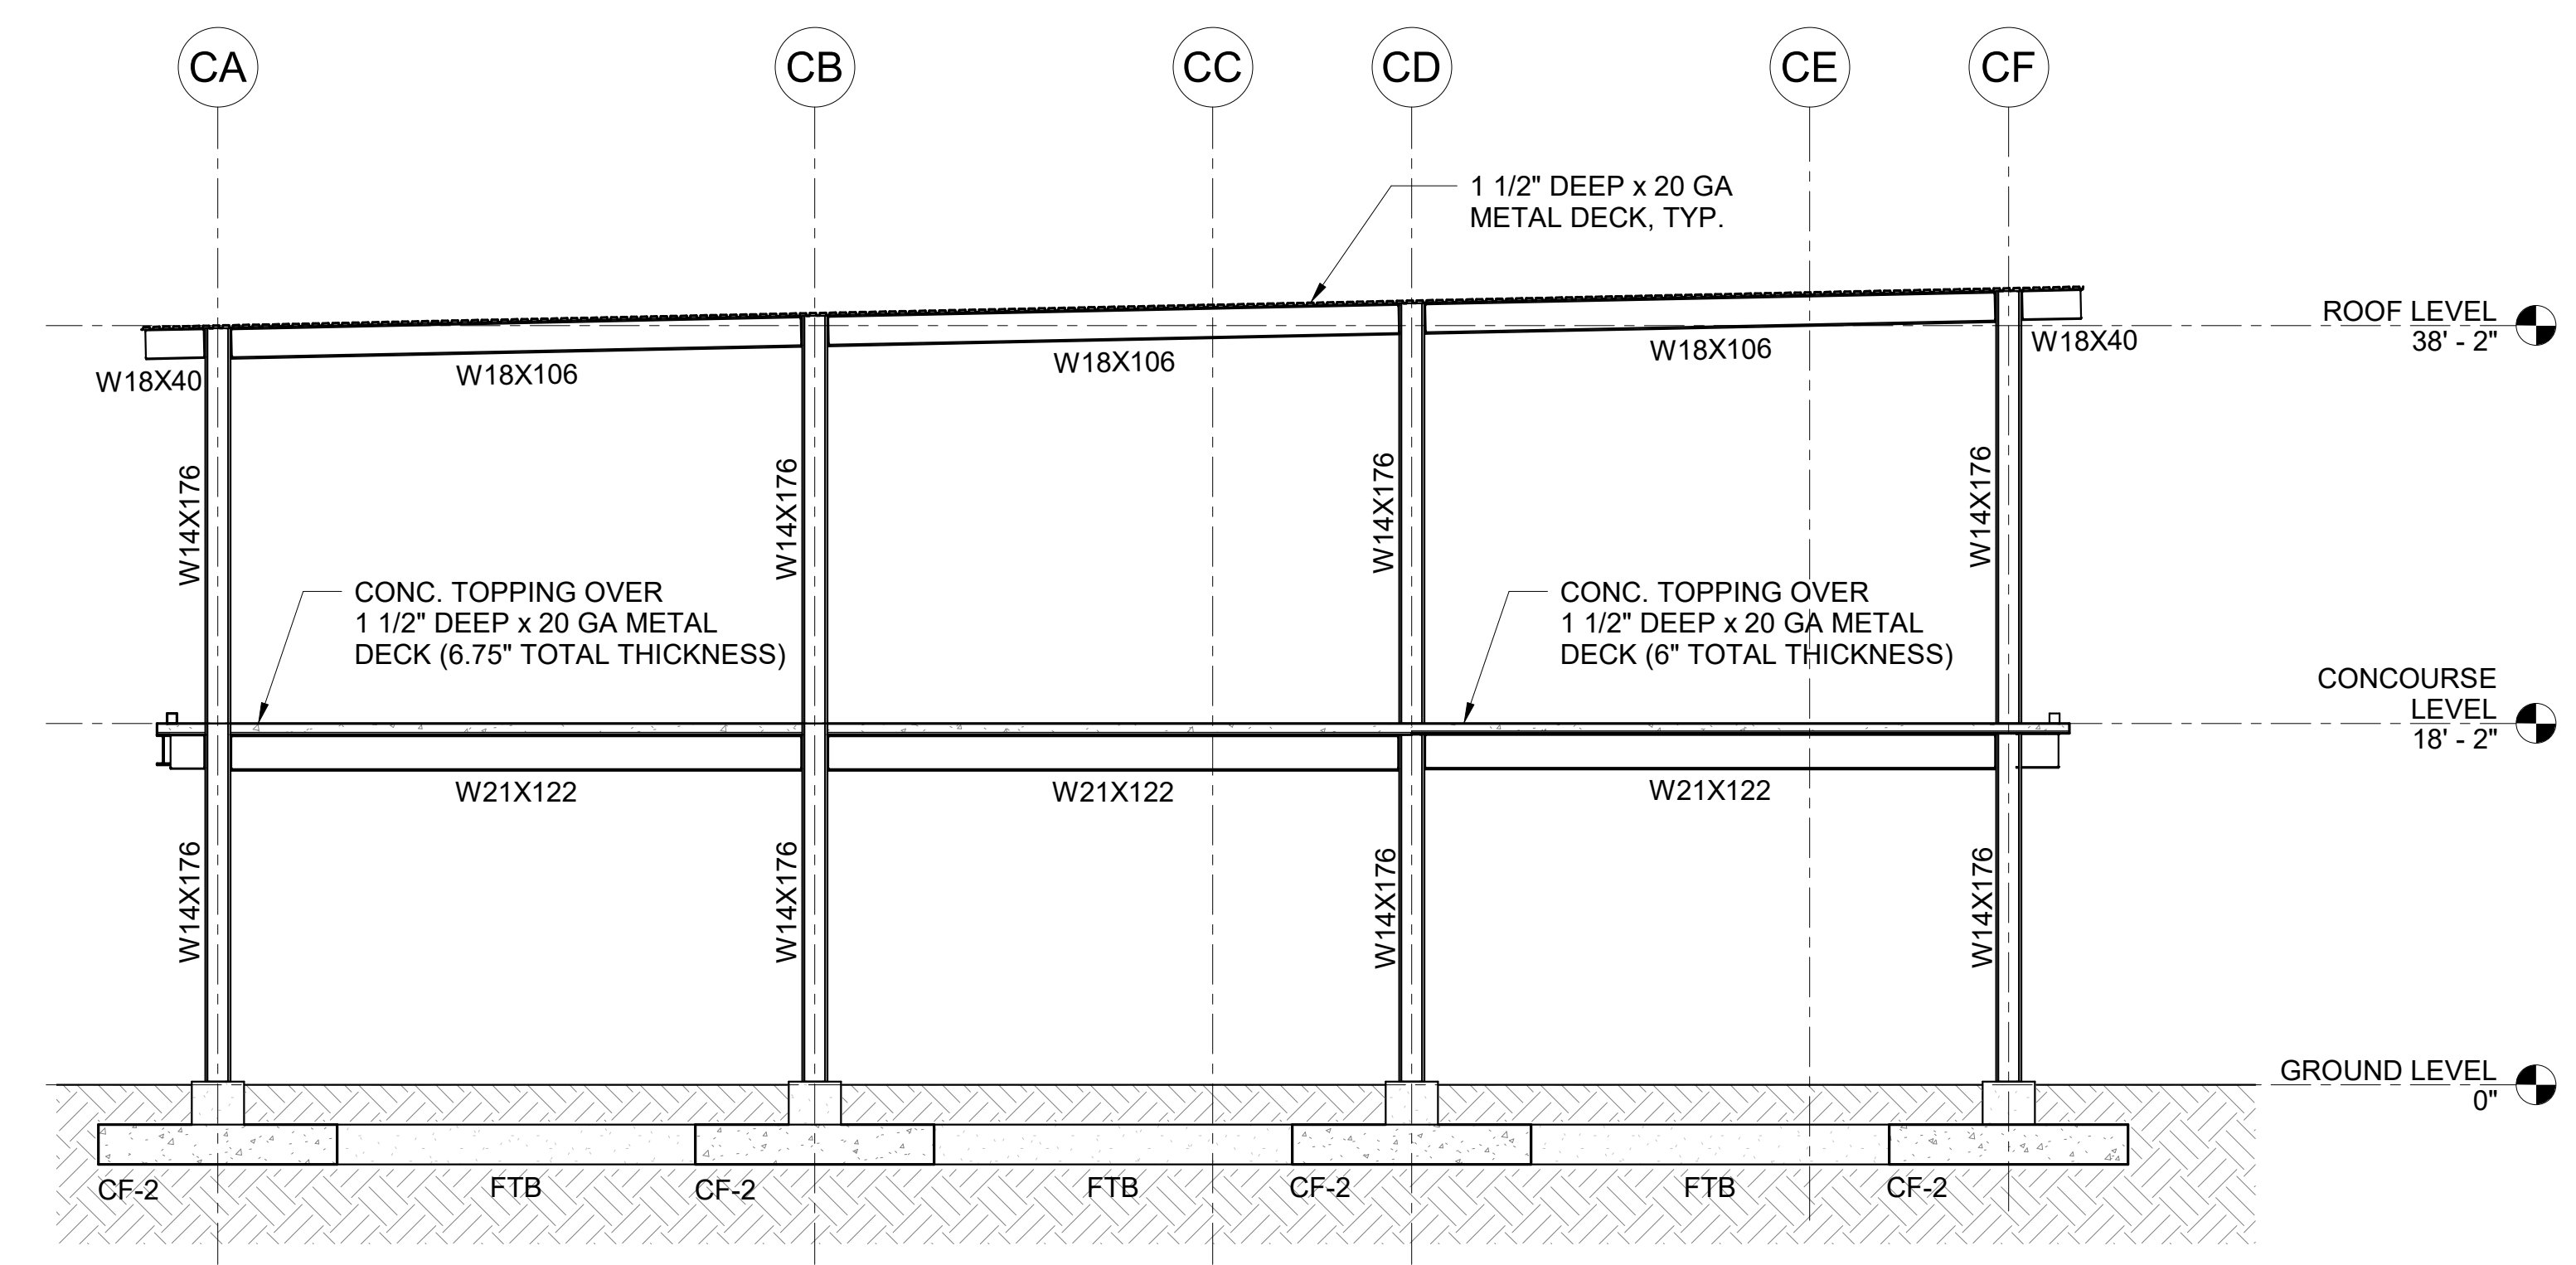 CA
CB
CC
CD
CE
CF
1 1/2" DEEP x 20 GA
METAL DECK, TYP.
ROOF LEVEL
38' - 2"
W18X40
W18X106
W18X106
W18X106
W18X40
W14X176
W14X176
W14X176
W14X176
CONC. TOPPING OVER
1 1/2" DEEP x 20 GA METAL
DECK (6.75" TOTAL THICKNESS)
CONC. TOPPING OVER
1 1/2" DEEP x 20 GA METAL
DECK (6" TOTAL THICKNESS)
CONCOURSE
LEVEL
18' - 2"
W21X122
W21X122
W21X122
W14X176
W14X176
W14X176
W14X176
GROUND LEVEL
0"
CF-2
FTB
CF-2
FTB
CF-2
FTB
CF-2